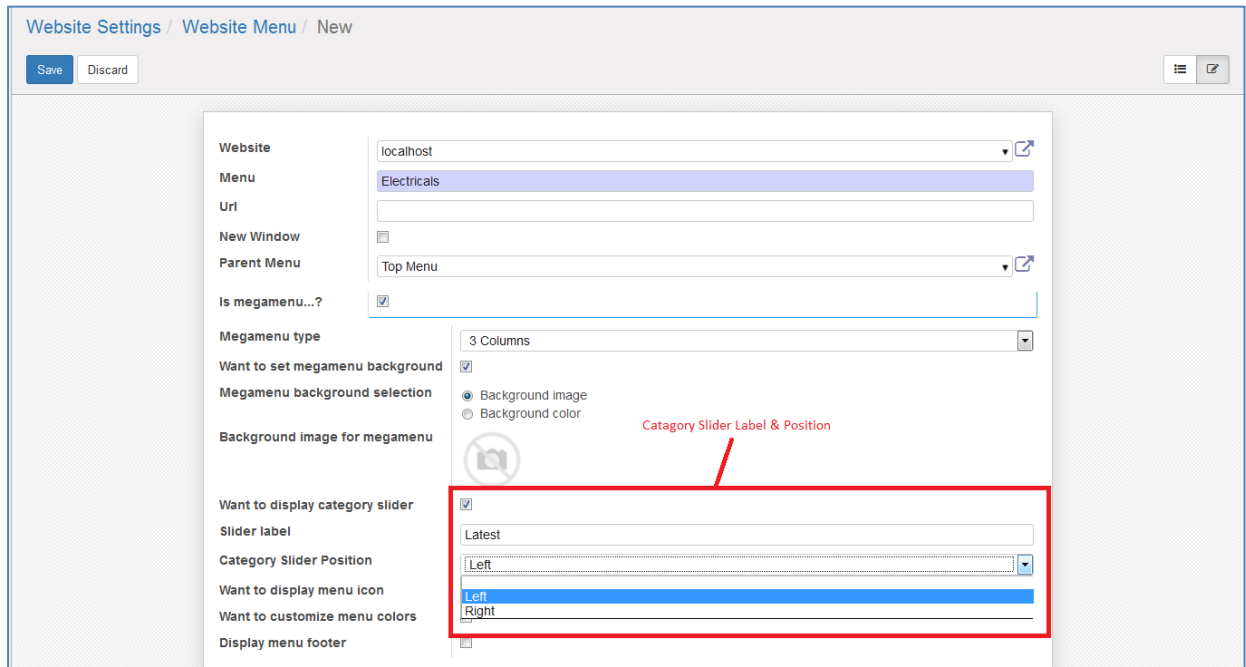 Website Settings / Website Menu / New
Save Discard
Website localhost
Menu Electricals
Url
New Window
Parent Menu Top Menu
Is megamenu...?
Megamenu type 3 Columns
Want to set megamenu background
Megamenu background selection Background image
Background color
Catagory Slider Label & Position
Background image for megamenu
Want to display category slider
Slider label Latest
Category Slider Position Left
Want to display menu icon Left
Right
Want to customize menu colors
Display menu footer